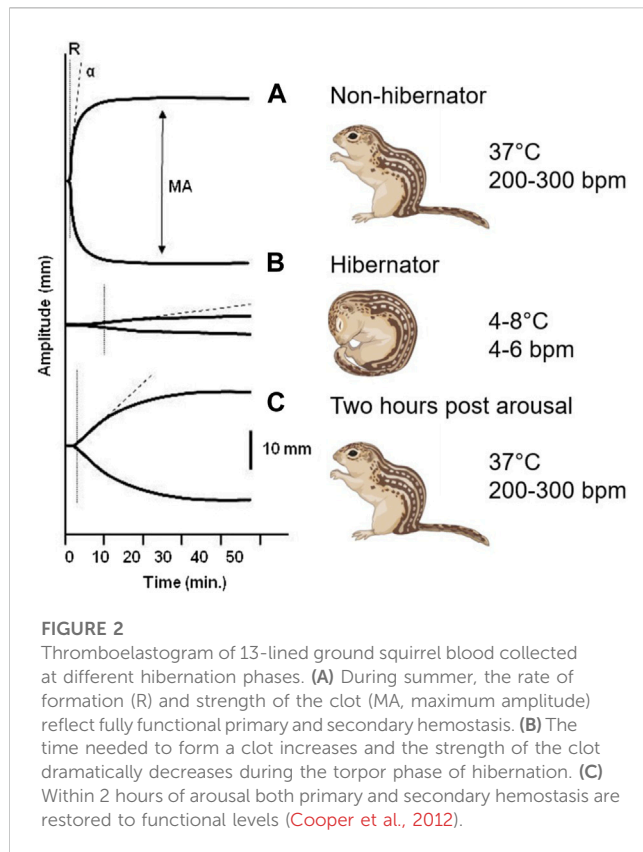 R
α
A
Non-hibernator
37°C
200-300 bpm
MA
B
Hibernator
4-8°C
4-6 bpm
Amplitude (mm)
C
Two hours post arousal
37°C
200-300 bpm
10 mm
0 10 20 30 40 50
Time (min.)
FIGURE 2
Thromboelastogram of 13-lined ground squirrel blood collected
at different hibernation phases. (A) During summer, the rate of
formation (R) and strength of the clot (MA, maximum amplitude)
reflect fully functional primary and secondary hemostasis. (B) The
time needed to form a clot increases and the strength of the clot
dramatically decreases during the torpor phase of hibernation. (C)
Within 2 hours of arousal both primary and secondary hemostasis are
restored to functional levels (Cooper et al., 2012).